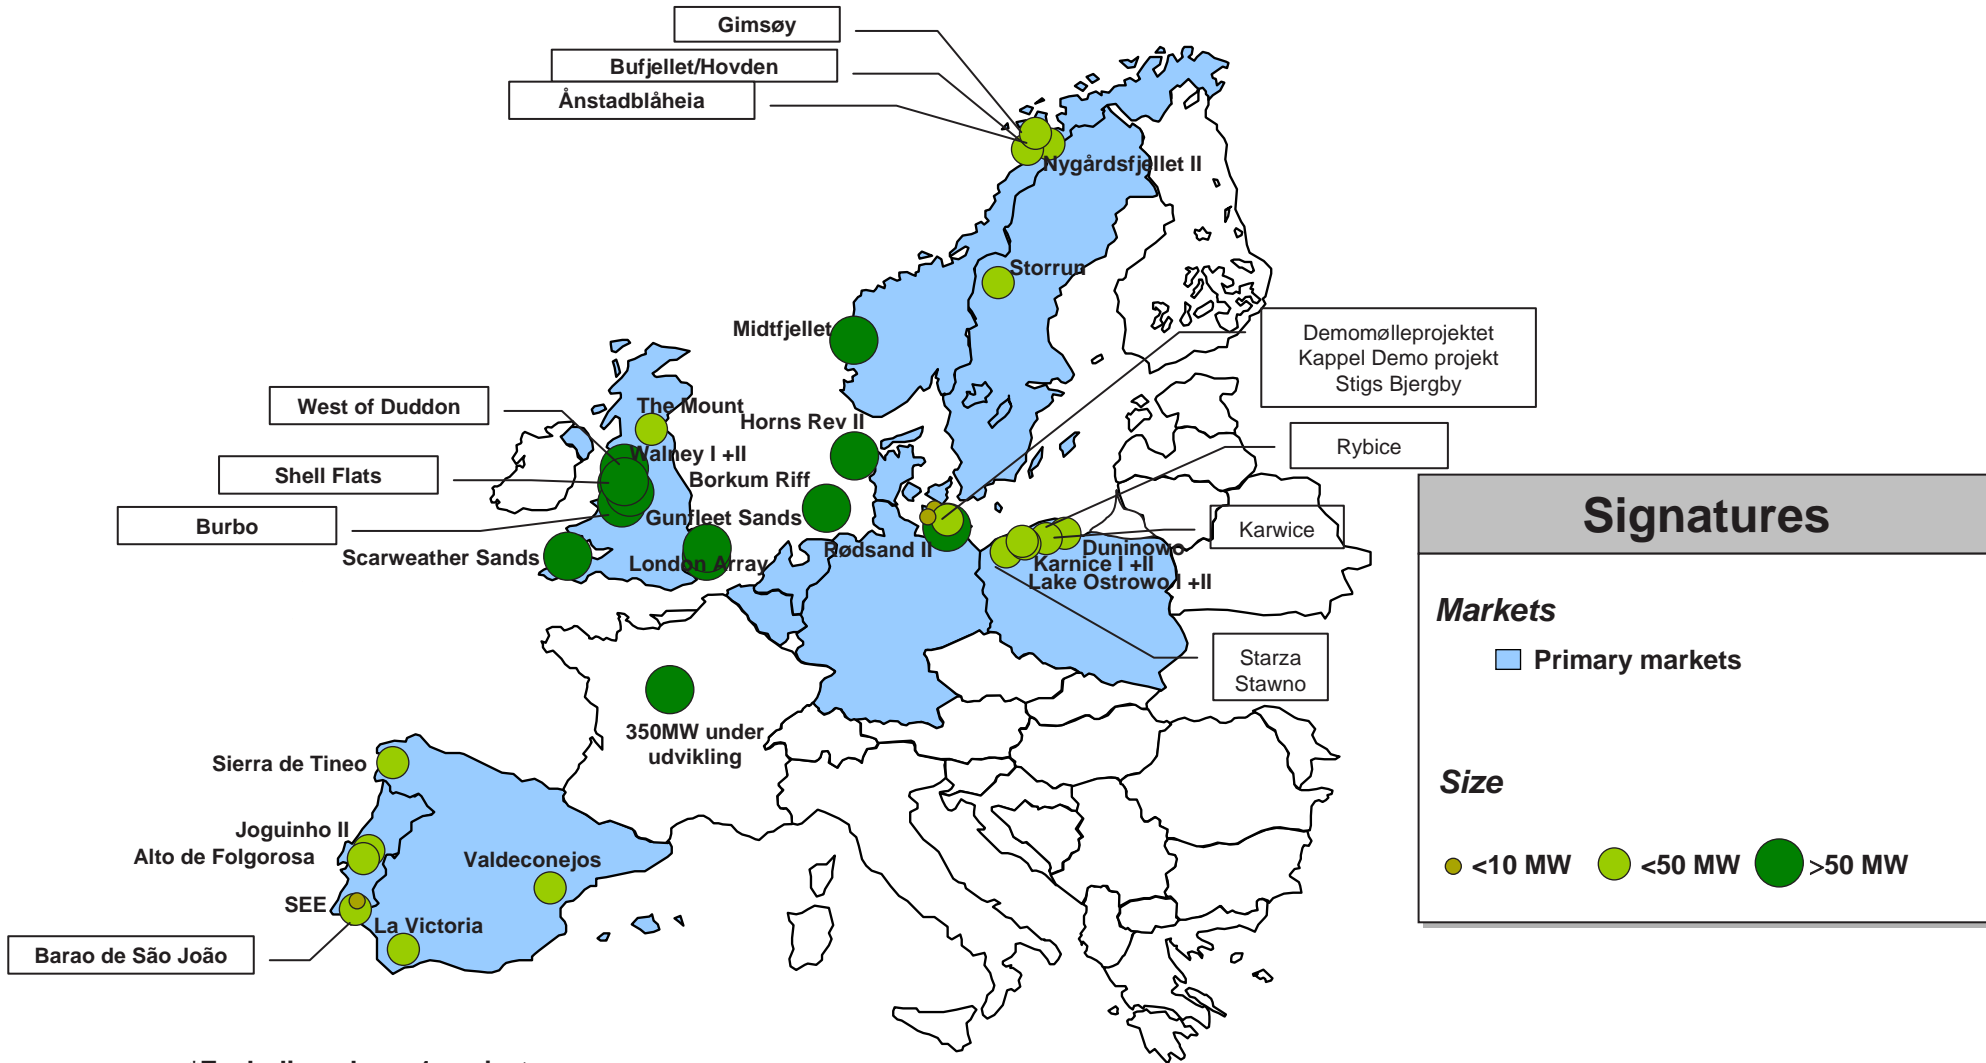 Gimsøy
Bufjellet/Hovden
Ånstadblåheia
Nygårdsfjellet II
Storrun
Midtfjellet
Demomølleprojektet
Kappel Demo projekt
Stigs Bjergby
West of Duddon
The Mount
Horns Rev II
Rybice
Walney I +II
Shell Flats
Borkum Riff
Signatures
Burbo
Gunfleet Sands
Karwice
Scarweather Sands
London Array
Rødsand II
Duninowo
Karnice I +II
Lake Ostrowo I +II
Markets
Primary markets
Starza
Stawno
350MW under
udvikling
Sierra de Tineo
Size
Joguinho II
Alto de Folgorosa
Valdeconejos
<10 MW
<50 MW
>50 MW
SEE
La Victoria
Barao de São João